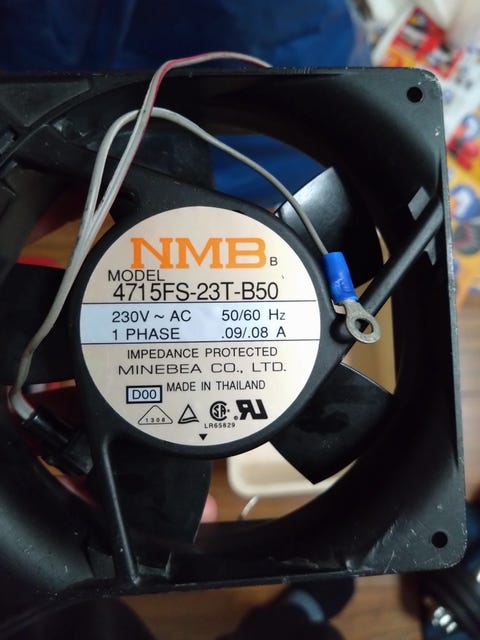 NMB B
MODEL
4715FS-23T-B50
230V ~ AC 50/60 Hz
1 PHASE .09/.08 A
IMPEDANCE PROTECTED
MINEBEA CO., LTD.
D00 MADE IN THAILAND
1308
LR65829